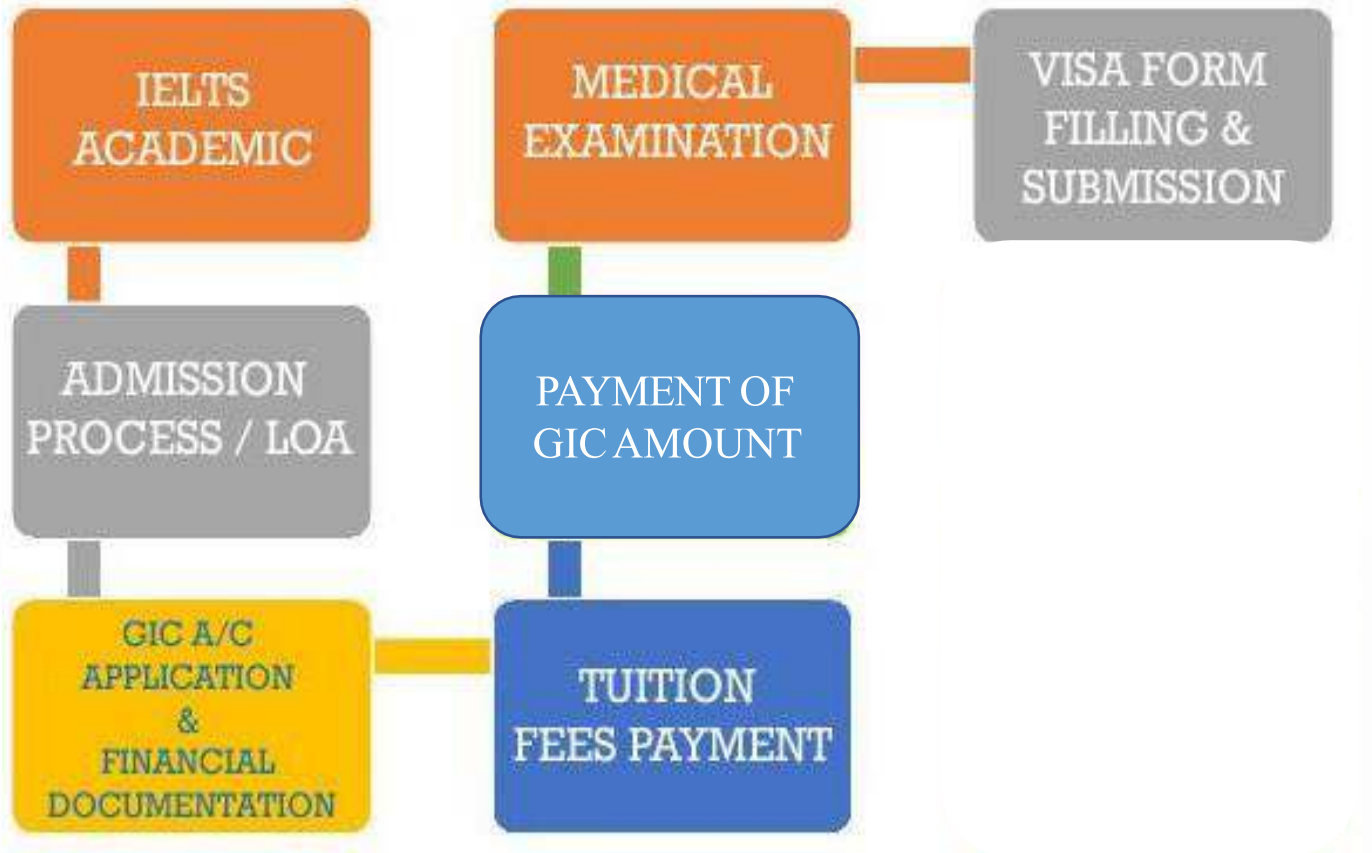 IELTS
ACADEMIC
ADMISSION
PROCESS / LOA
GIC A/C
APPLICATION
&
FINANCIAL
DOCUMENTATION
TUITION
FEES PAYMENT
PAYMENT OF
GIC AMOUNT
MEDICAL
EXAMINATION
VISA FORM
FILLING &
SUBMISSION